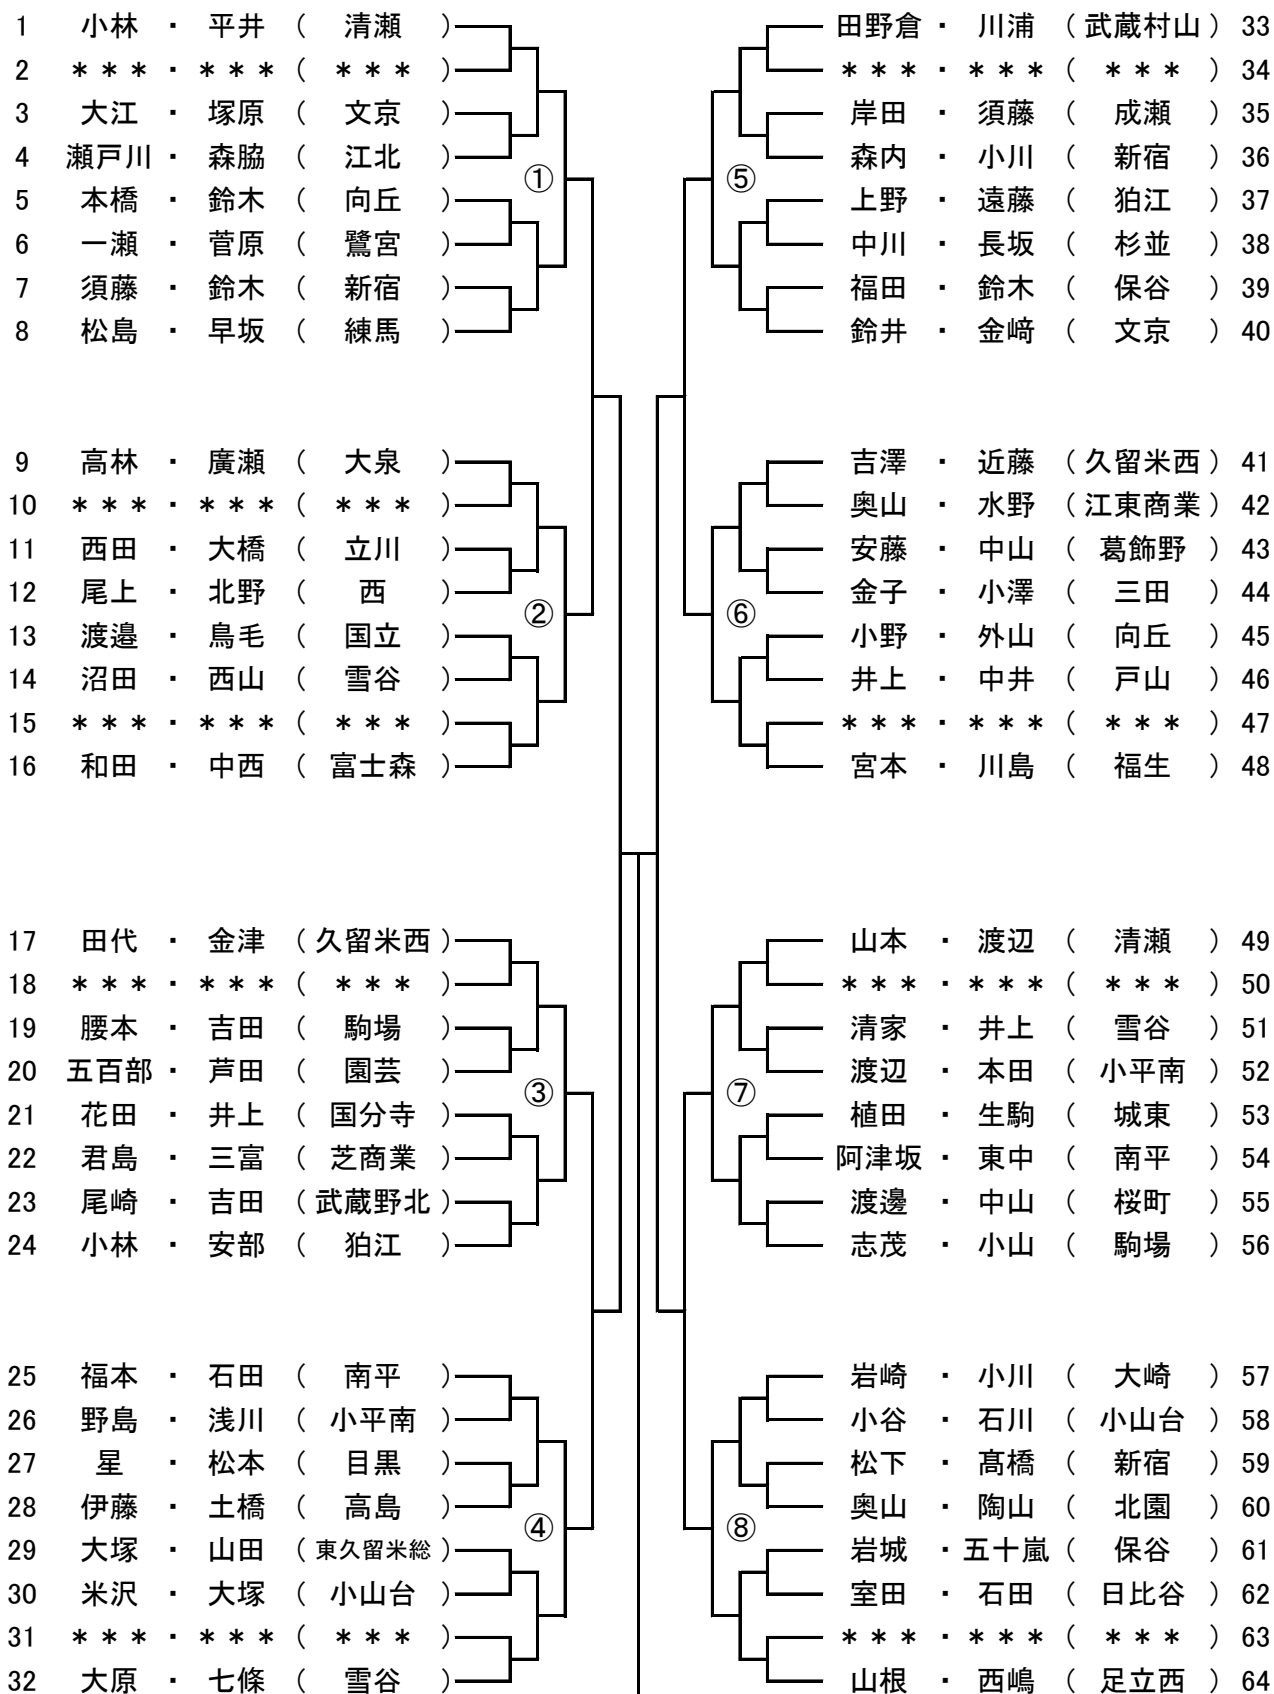 1 小林 ・ 平井 ( 清瀬 )
2 *** ・ *** ( *** )
3 大江 ・ 塚原 ( 文京 )
4 瀬戸川 ・ 森脇 ( 江北 )
①
5 本橋 ・ 鈴木 ( 向丘 )
6 一瀬 ・ 菅原 ( 鷺宮 )
7 須藤 ・ 鈴木 ( 新宿 )
8 松島 ・ 早坂 ( 練馬 )
9 高林 ・ 廣瀬 ( 大泉 )
10 *** ・ *** ( *** )
11 西田 ・ 大橋 ( 立川 )
12 尾上 ・ 北野 ( 西 )
②
13 渡邉 ・ 鳥毛 ( 国立 )
14 沼田 ・ 西山 ( 雪谷 )
15 *** ・ *** ( *** )
16 和田 ・ 中西 ( 富士森 )
17 田代 ・ 金津 ( 久留米西 )
18 *** ・ *** ( *** )
19 腰本 ・ 吉田 ( 駒場 )
20 五百部 ・ 芦田 ( 園芸 )
③
21 花田 ・ 井上 ( 国分寺 )
22 君島 ・ 三富 ( 芝商業 )
23 尾崎 ・ 吉田 ( 武蔵野北 )
24 小林 ・ 安部 ( 狛江 )
25 福本 ・ 石田 ( 南平 )
26 野島 ・ 浅川 ( 小平南 )
27 星 ・ 松本 ( 目黒 )
28 伊藤 ・ 土橋 ( 高島 )
④
29 大塚 ・ 山田 ( 東久留米総 )
30 米沢 ・ 大塚 ( 小山台 )
31 *** ・ *** ( *** )
32 大原 ・ 七條 ( 雪谷 )
田野倉 ・ 川浦 ( 武蔵村山 ) 33
*** ・ *** ( *** ) 34
岸田 ・ 須藤 ( 成瀬 ) 35
森内 ・ 小川 ( 新宿 ) 36
⑤
上野 ・ 遠藤 ( 狛江 ) 37
中川 ・ 長坂 ( 杉並 ) 38
福田 ・ 鈴木 ( 保谷 ) 39
鈴井 ・ 金﨑 ( 文京 ) 40
吉澤 ・ 近藤 ( 久留米西 ) 41
奥山 ・ 水野 ( 江東商業 ) 42
安藤 ・ 中山 ( 葛飾野 ) 43
金子 ・ 小澤 ( 三田 ) 44
⑥
小野 ・ 外山 ( 向丘 ) 45
井上 ・ 中井 ( 戸山 ) 46
*** ・ *** ( *** ) 47
宮本 ・ 川島 ( 福生 ) 48
山本 ・ 渡辺 ( 清瀬 ) 49
*** ・ *** ( *** ) 50
清家 ・ 井上 ( 雪谷 ) 51
渡辺 ・ 本田 ( 小平南 ) 52
⑦
植田 ・ 生駒 ( 城東 ) 53
阿津坂 ・ 東中 ( 南平 ) 54
渡邊 ・ 中山 ( 桜町 ) 55
志茂 ・ 小山 ( 駒場 ) 56
岩崎 ・ 小川 ( 大崎 ) 57
小谷 ・ 石川 ( 小山台 ) 58
松下 ・ 髙橋 ( 新宿 ) 59
奥山 ・ 陶山 ( 北園 ) 60
⑧
岩城 ・ 五十嵐 ( 保谷 ) 61
室田 ・ 石田 ( 日比谷 ) 62
*** ・ *** ( *** ) 63
山根 ・ 西嶋 ( 足立西 ) 64